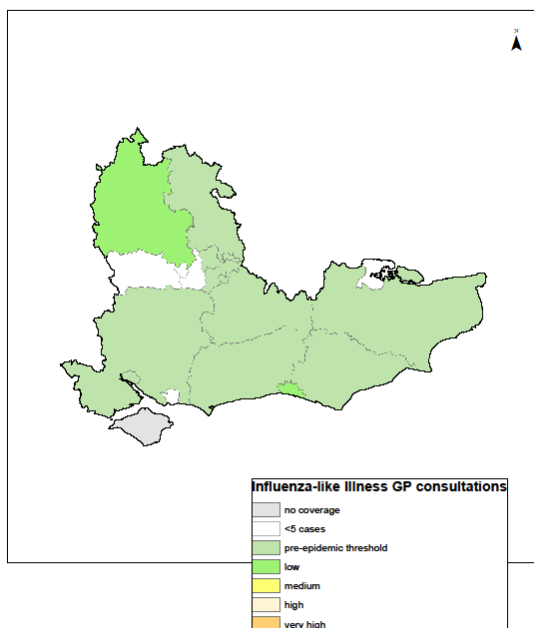 N
Influenza-like Illness GP consultations
no coverage
<5 cases
pre-epidemic threshold
low
medium
high
very high